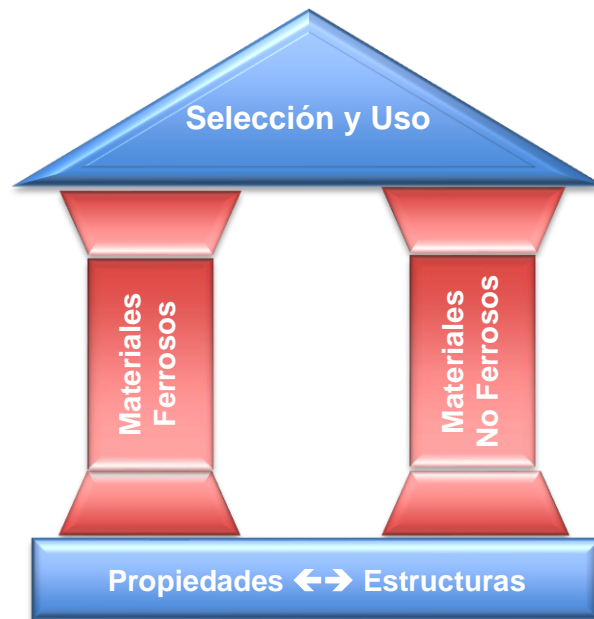 Selección y Uso
Materiales
Ferrosos
Materiales
No Ferrosos
Propiedades ←→ Estructuras